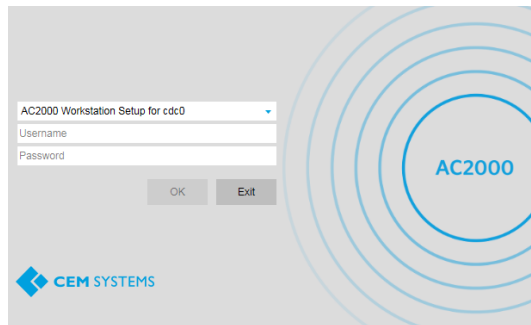 AC2000 Workstation Setup for cdc0
Username
Password
OK
Exit
AC2000
CEM SYSTEMS